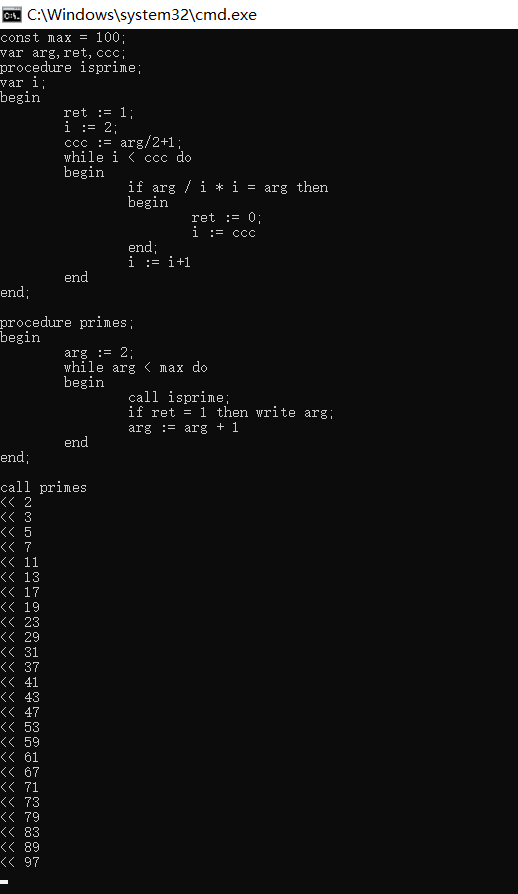 C:\Windows\system32\cmd.exe
const max = 100;
var arg,ret,ccc;
procedure isprime;
var i;
begin
        ret := 1;
        i := 2;
        ccc := arg/2+1;
        while i < ccc do
        begin
                if arg / i * i = arg then
                begin
                        ret := 0;
                        i := ccc
                end;
                i := i+1
        end
end;

procedure primes;
begin
        arg := 2;
        while arg < max do
        begin
                call isprime;
                if ret = 1 then write arg;
                arg := arg + 1
        end
end;

call primes
<< 2
<< 3
<< 5
<< 7
<< 11
<< 13
<< 17
<< 19
<< 23
<< 29
<< 31
<< 37
<< 41
<< 43
<< 47
<< 53
<< 59
<< 61
<< 67
<< 71
<< 73
<< 79
<< 83
<< 89
<< 97